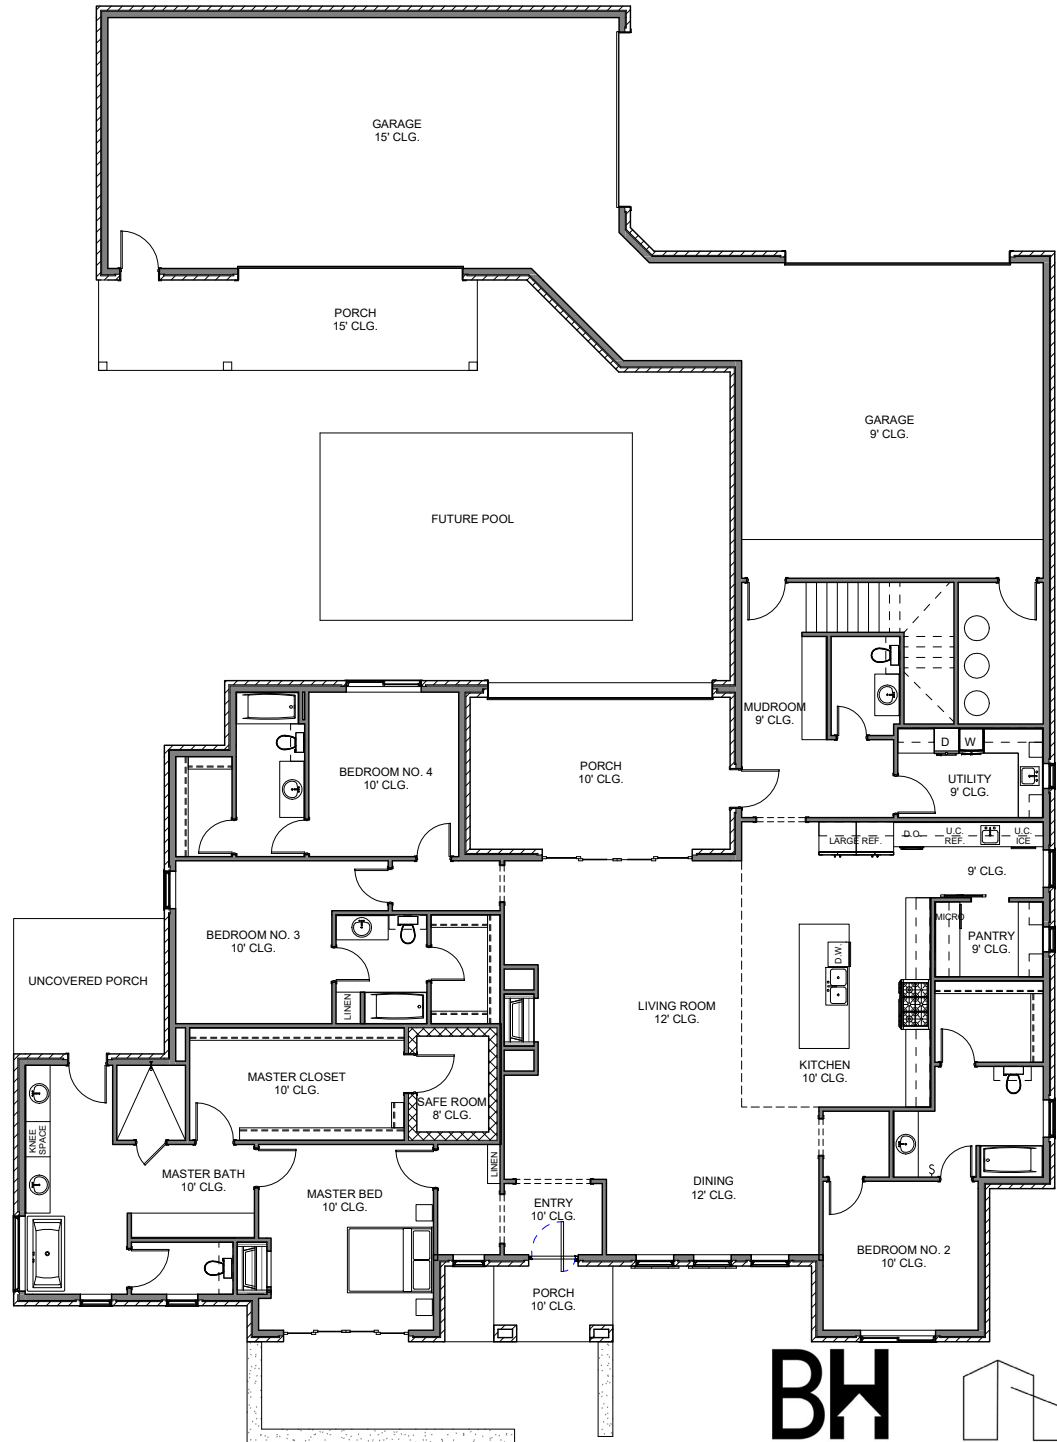 GARAGE
15' CLG.
PORCH
15' CLG.
GARAGE
9' CLG.
FUTURE POOL
MUDROOM
9' CLG.
D W
PORCH
10' CLG.
BEDROOM NO. 4
10' CLG.
UTILITY
9' CLG.
LARGE REF.
D.O.
U.C.
REF.
U.C.
ICE
9' CLG.
MICRO
PANTRY
9' CLG.
BEDROOM NO. 3
10' CLG.
D.W.
UNCOVERED PORCH
LINEN
LIVING ROOM
12' CLG.
KITCHEN
10' CLG.
MASTER CLOSET
10' CLG.
SAFE ROOM
8' CLG.
KNEE
SPACE
MASTER BATH
10' CLG.
LINEN
MASTER BED
10' CLG.
ENTRY
10' CLG.
DINING
12' CLG.
S
BEDROOM NO. 2
10' CLG.
PORCH
10' CLG.
BH